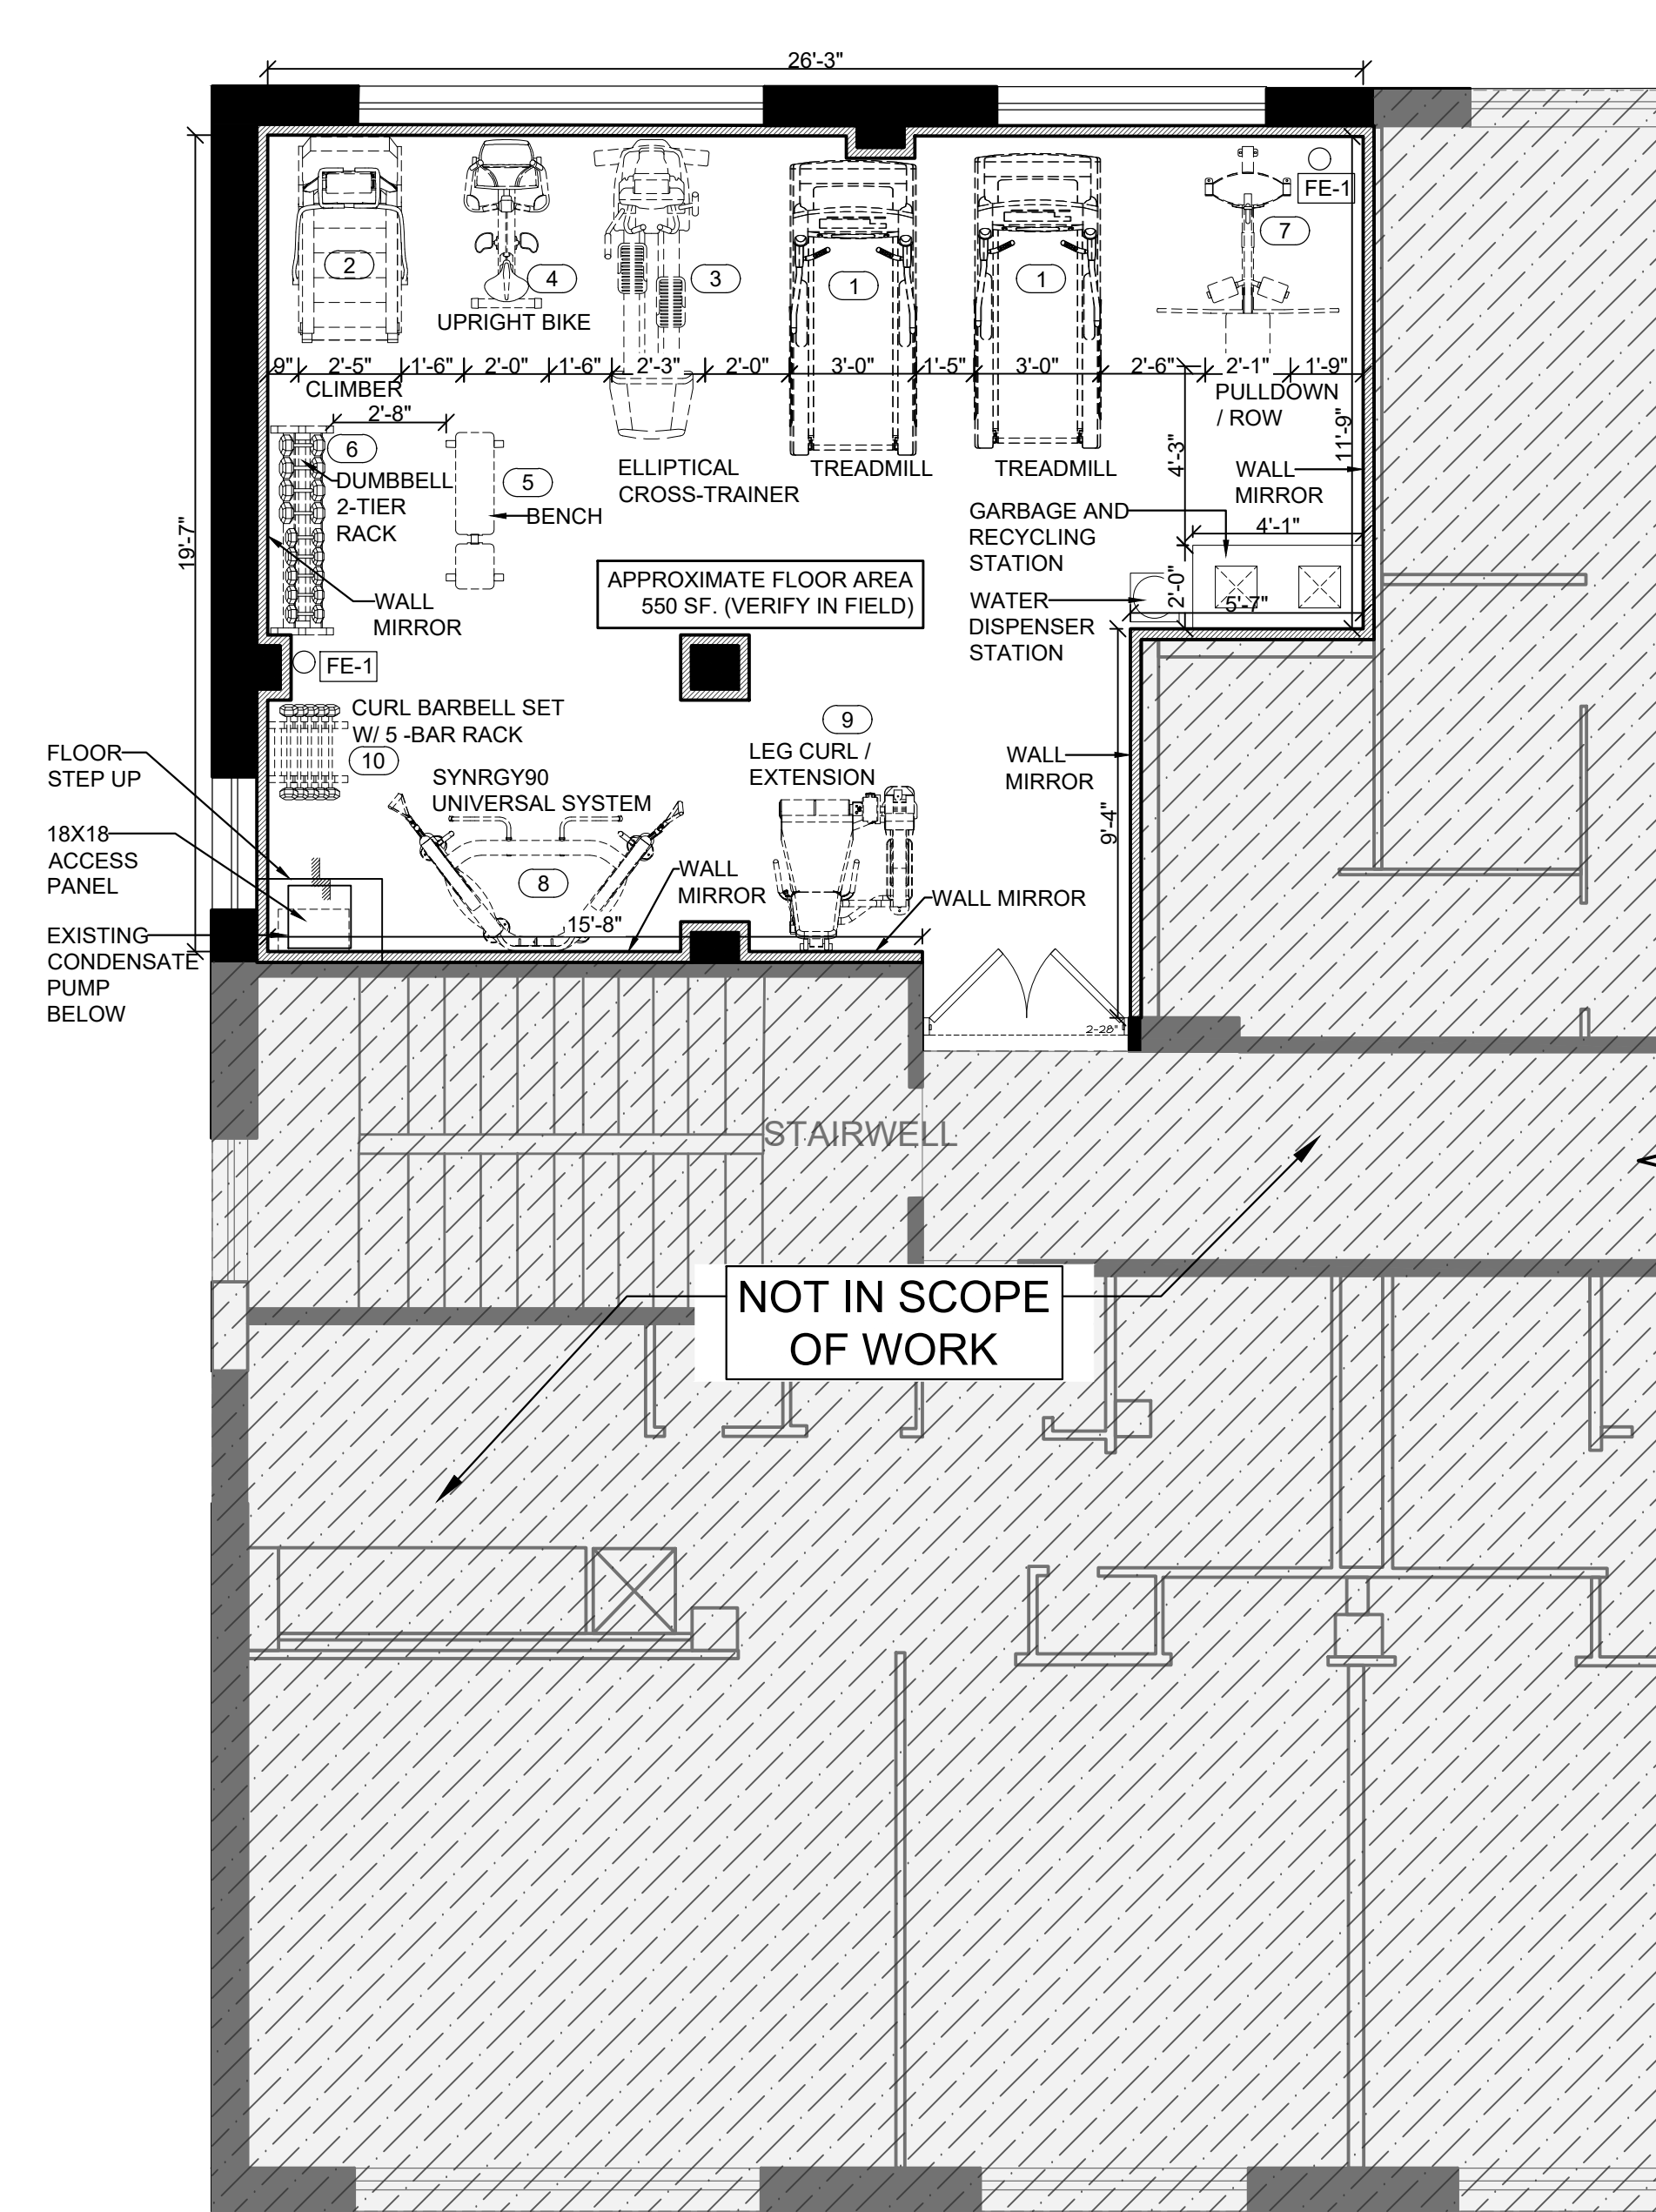 26'-3"
FE-1
7
2
4
3
1
1
UPRIGHT BIKE
9"
2'-5"
1'-6"
2'-0"
1'-6"
2'-3"
2'-0"
3'-0"
1'-5"
3'-0"
2'-6"
2'-1"
1'-9"
CLIMBER
PULLDOWN
/ ROW
2'-8"
11'-9"
4'-3"
6
DUMBBELL
2-TIER
RACK
5
BENCH
ELLIPTICAL
CROSS-TRAINER
TREADMILL
TREADMILL
WALL
MIRROR
GARBAGE AND
RECYCLING
STATION
4'-1"
19'-7"
APPROXIMATE FLOOR AREA
550 SF. (VERIFY IN FIELD)
WALL
MIRROR
WATER
DISPENSER
STATION
2'-0"
5'-7"
FE-1
CURL BARBELL SET
W/ 5 -BAR RACK
10
9
LEG CURL /
EXTENSION
WALL
MIRROR
9'-4"
FLOOR
STEP UP
18X18
ACCESS
PANEL
EXISTING
CONDENSATE
PUMP
BELOW
SYNRGY90
UNIVERSAL SYSTEM
8
15'-8"
WALL
MIRROR
WALL MIRROR
2-28"
STAIRWELL
NOT IN SCOPE
OF WORK